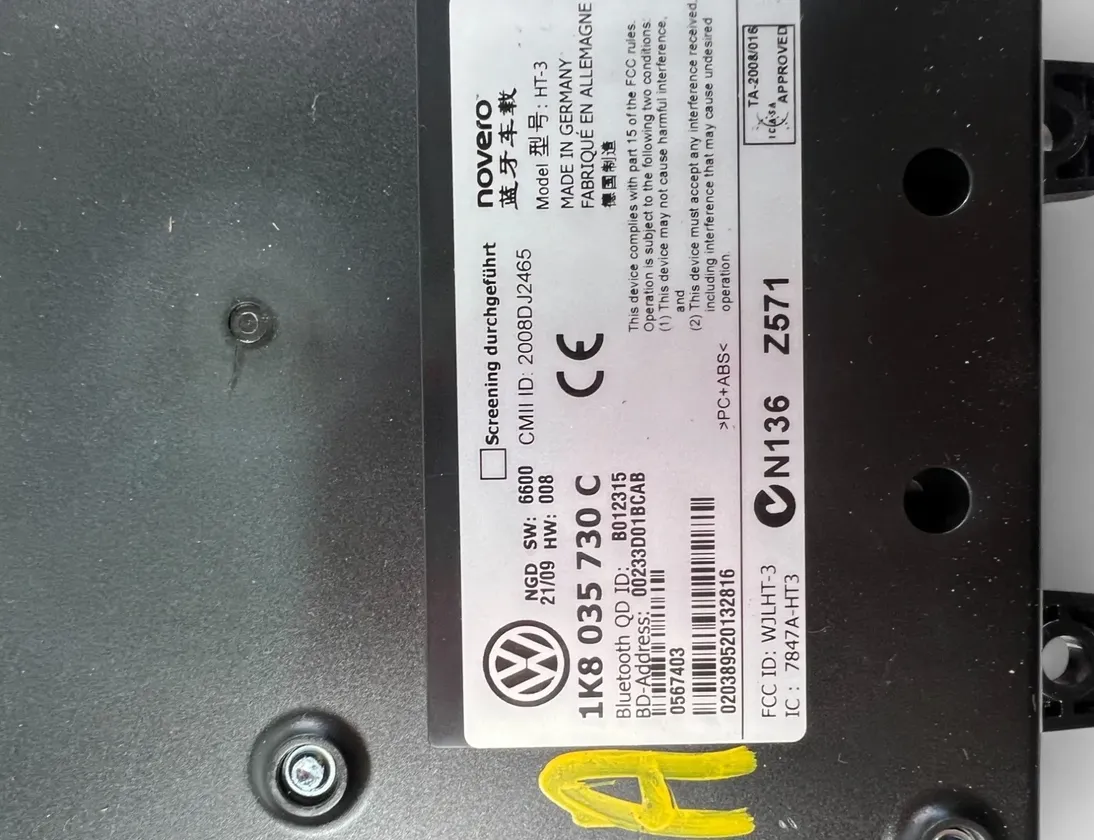 novero
蓝牙车载
Model 型号: HT-3
MADE IN GERMANY
FABRIQUÉ EN ALLEMAGNE
德国制造
Screening durchgeführt
CMII ID: 2008DJ2465
CE
NGD SW: 6600
21/09 HW: 008
1K8 035 730 C
Bluetooth QD ID: B012315
BD-Address: 00233D01BCAB
0567403
020389520132816
This device complies with part 15 of the FCC rules.
Operation is subject to the following two conditions:
(1) This device may not cause harmful interference,
and
(2) This device must accept any interference received,
including interference that may cause undesired
operation.
>PC+ABS<
FCC ID: WJLHT-3
IC : 7847A-HT3
N136 Z571
TA-2008/016
ICASA
APPROVED
A